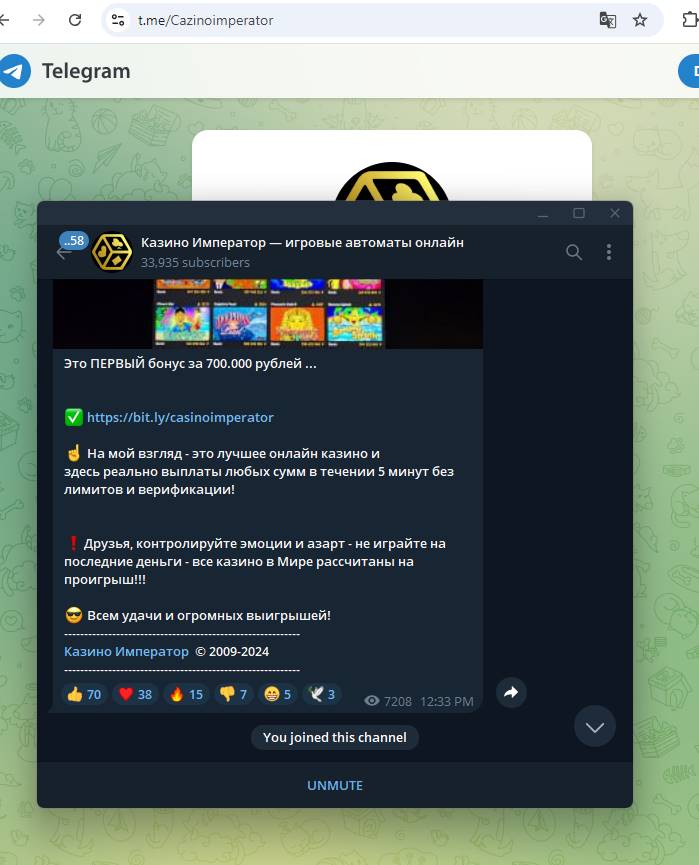 t.me/Cazinoimperator
Telegram
..58
Казино Император — игровые автоматы онлайн
33,935 subscribers
Это ПЕРВЫЙ бонус за 700.000 рублей ...
✅ https://bit.ly/casinoimperator
☝ На мой взгляд - это лучшее онлайн казино и
здесь реально выплаты любых сумм в течении 5 минут без
лимитов и верификации!
❗ Друзья, контролируйте эмоции и азарт - не играйте на
последние деньги - все казино в Мире рассчитаны на
проигрыш!!!
😎 Всем удачи и огромных выигрышей!
-----------------------------------------------------------
Казино Император © 2009-2024
-----------------------------------------------------------
👍 70 ❤ 38 🔥 15 👎 7 😁 5 🕊 3 7208 12:33 PM
You joined this channel
UNMUTE